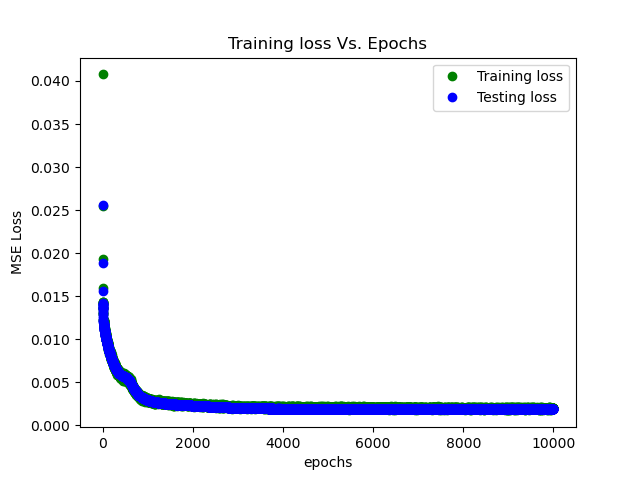 Training loss Vs. Epochs
Training loss
Testing loss
0.040
0.035
0.030
0.025
0.020
0.015
0.010
0.005
0.000
MSE Loss
0 2000 4000 6000 8000 10000
epochs